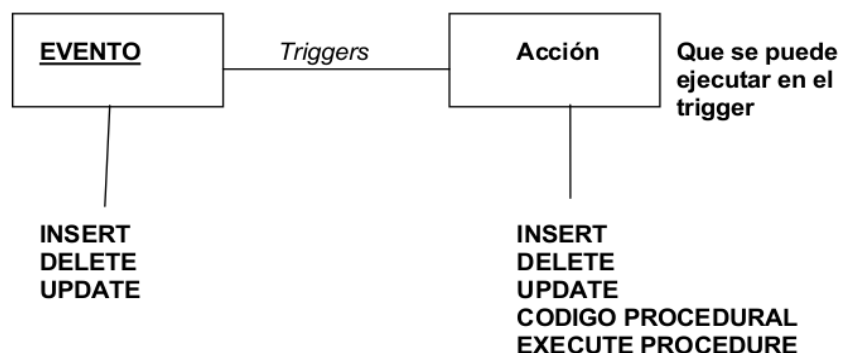 EVENTO
Triggers
Acción
Que se puede
ejecutar en el
trigger
INSERT
DELETE
UPDATE
INSERT
DELETE
UPDATE
CODIGO PROCEDURAL
EXECUTE PROCEDURE